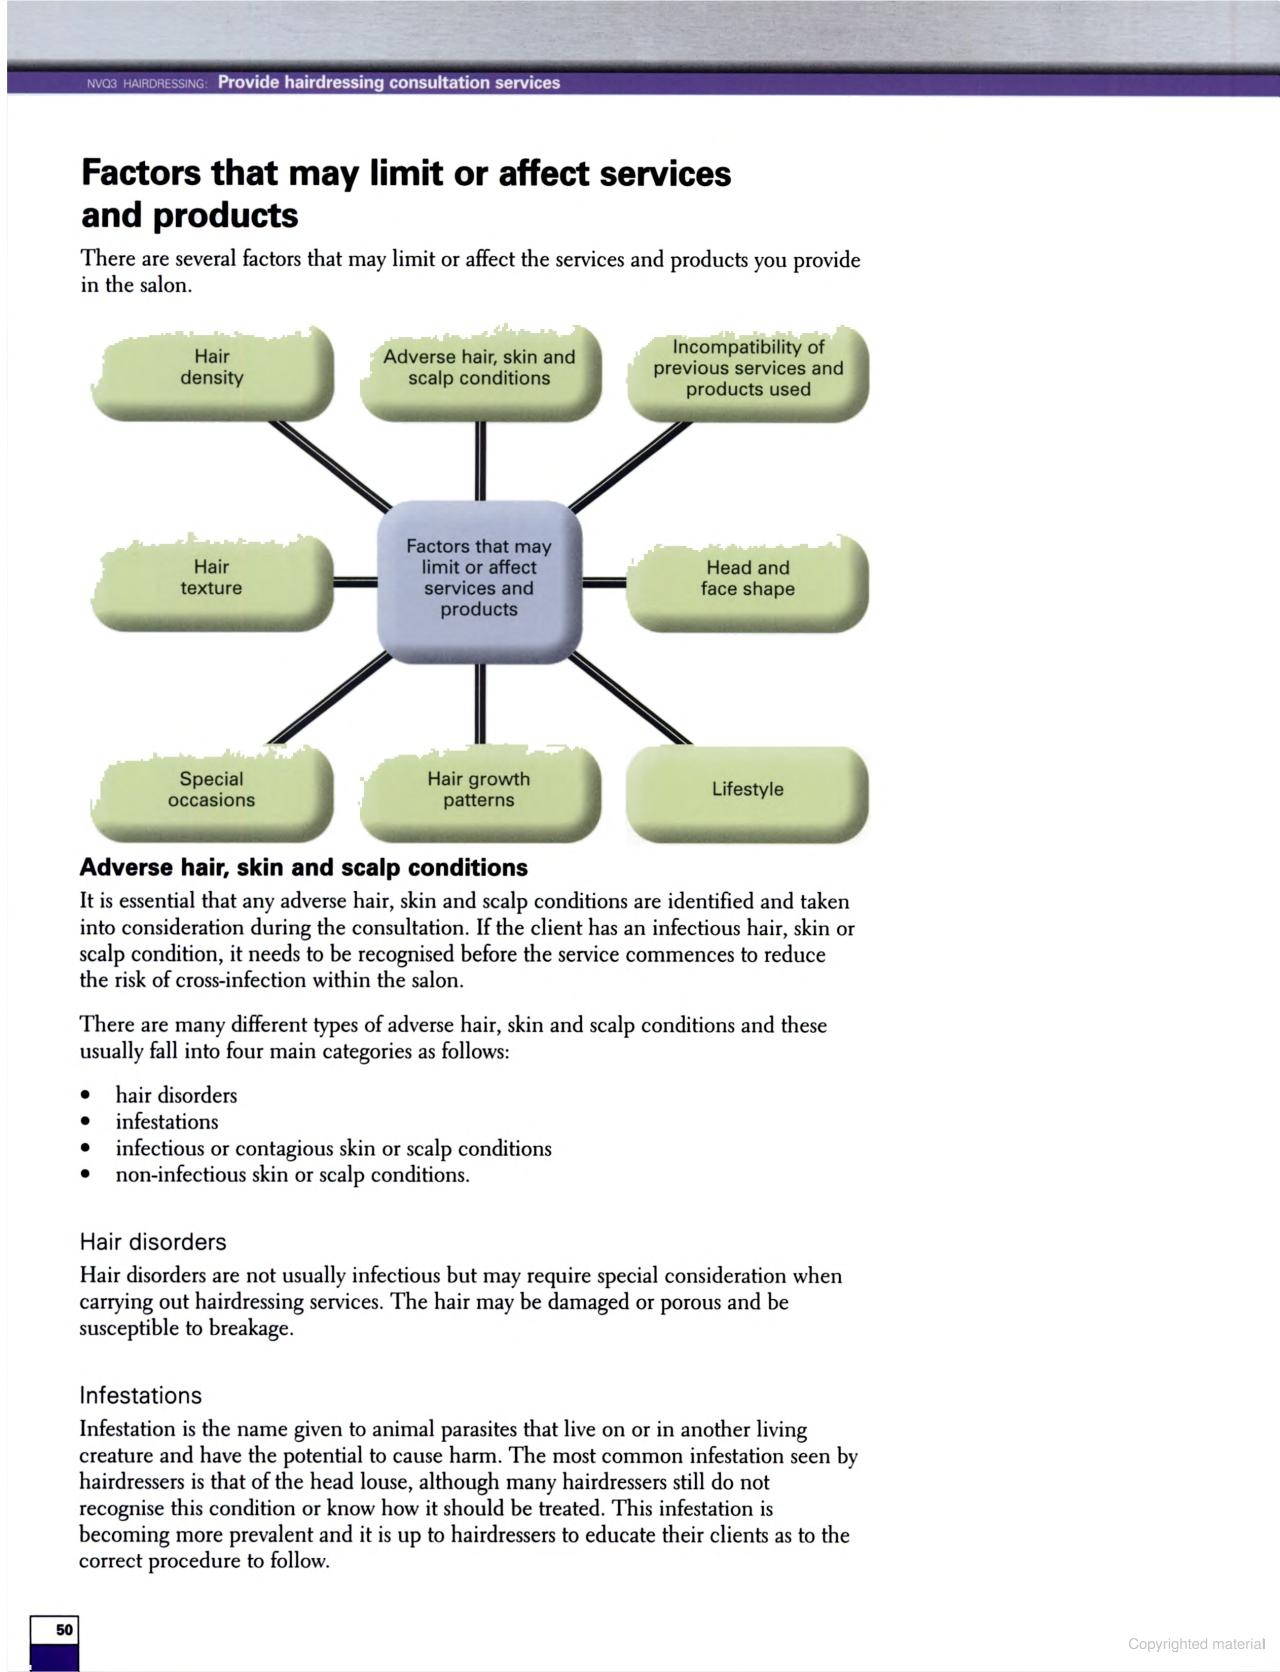 NVQ3 HAIRDRESSING: Provide hairdressing consultation services
Factors that may limit or affect services
and products
There are several factors that may limit or affect the services and products you provide
in the salon.
Hair
density
Adverse hair, skin and
scalp conditions
Incompatibility of
previous services and
products used
Hair
texture
Factors that may
limit or affect
services and
products
Head and
face shape
Special
occasions
Hair growth
patterns
Lifestyle
Adverse hair, skin and scalp conditions
It is essential that any adverse hair, skin and scalp conditions are identified and taken
into consideration during the consultation. If the client has an infectious hair, skin or
scalp condition, it needs to be recognised before the service commences to reduce
the risk of cross-infection within the salon.
There are many different types of adverse hair, skin and scalp conditions and these
usually fall into four main categories as follows:
• hair disorders
• infestations
• infectious or contagious skin or scalp conditions
• non-infectious skin or scalp conditions.
Hair disorders
Hair disorders are not usually infectious but may require special consideration when
carrying out hairdressing services. The hair may be damaged or porous and be
susceptible to breakage.
Infestations
Infestation is the name given to animal parasites that live on or in another living
creature and have the potential to cause harm. The most common infestation seen by
hairdressers is that of the head louse, although many hairdressers still do not
recognise this condition or know how it should be treated. This infestation is
becoming more prevalent and it is up to hairdressers to educate their clients as to the
correct procedure to follow.
50
Copyrighted material